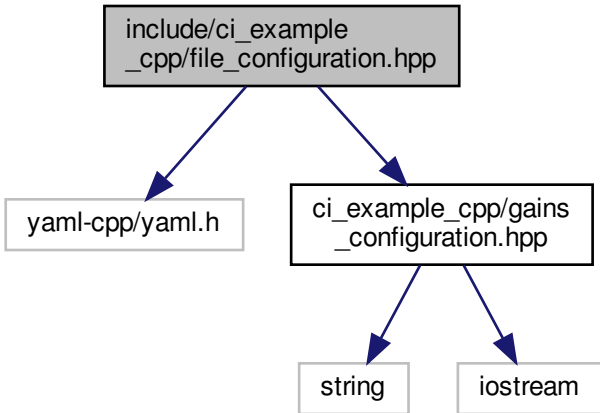 include/ci_example
_cpp/file_configuration.hpp
yaml-cpp/yaml.h
ci_example_cpp/gains
_configuration.hpp
string
iostream